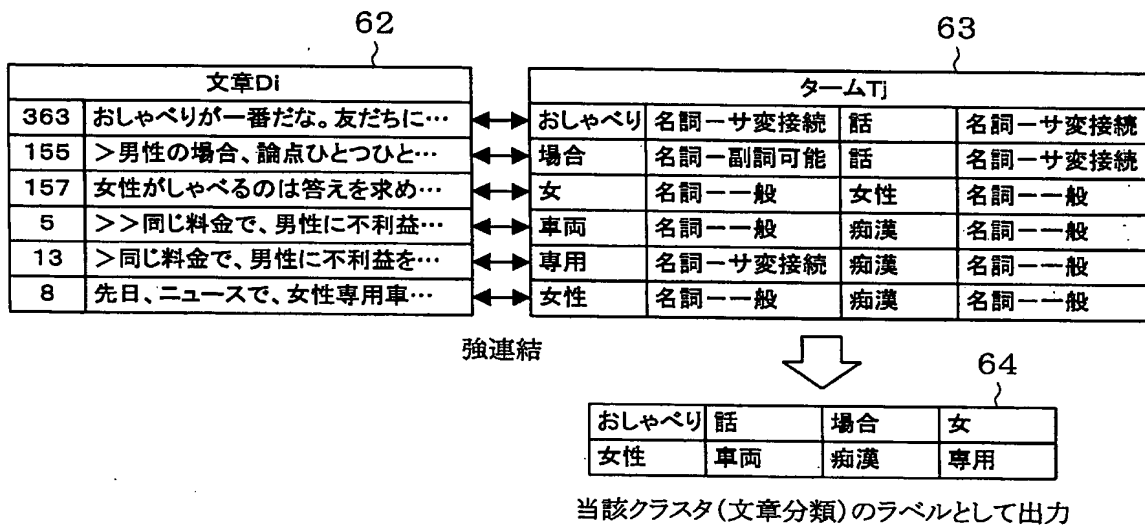 62
63
文章Di
タームTj
363 おしゃべりが一番だな。友だちに… おしゃべり 名詞ーサ変接続 話 名詞ーサ変接続
155 >男性の場合、論点ひとつひと… 場合 名詞ー副詞可能 話 名詞ーサ変接続
157 女性がしゃべるのは答えを求め… 女 名詞ー一般 女性 名詞ー一般
5 >>同じ料金で、男性に不利益… 車両 名詞ー一般 痴漢 名詞ー一般
13 >同じ料金で、男性に不利益を… 専用 名詞ーサ変接続 痴漢 名詞ー一般
8 先日、ニュースで、女性専用車… 女性 名詞ー一般 痴漢 名詞ー一般
強連結
64
おしゃべり 話 場合 女
女性 車両 痴漢 専用
当該クラスタ(文章分類)のラベルとして出力